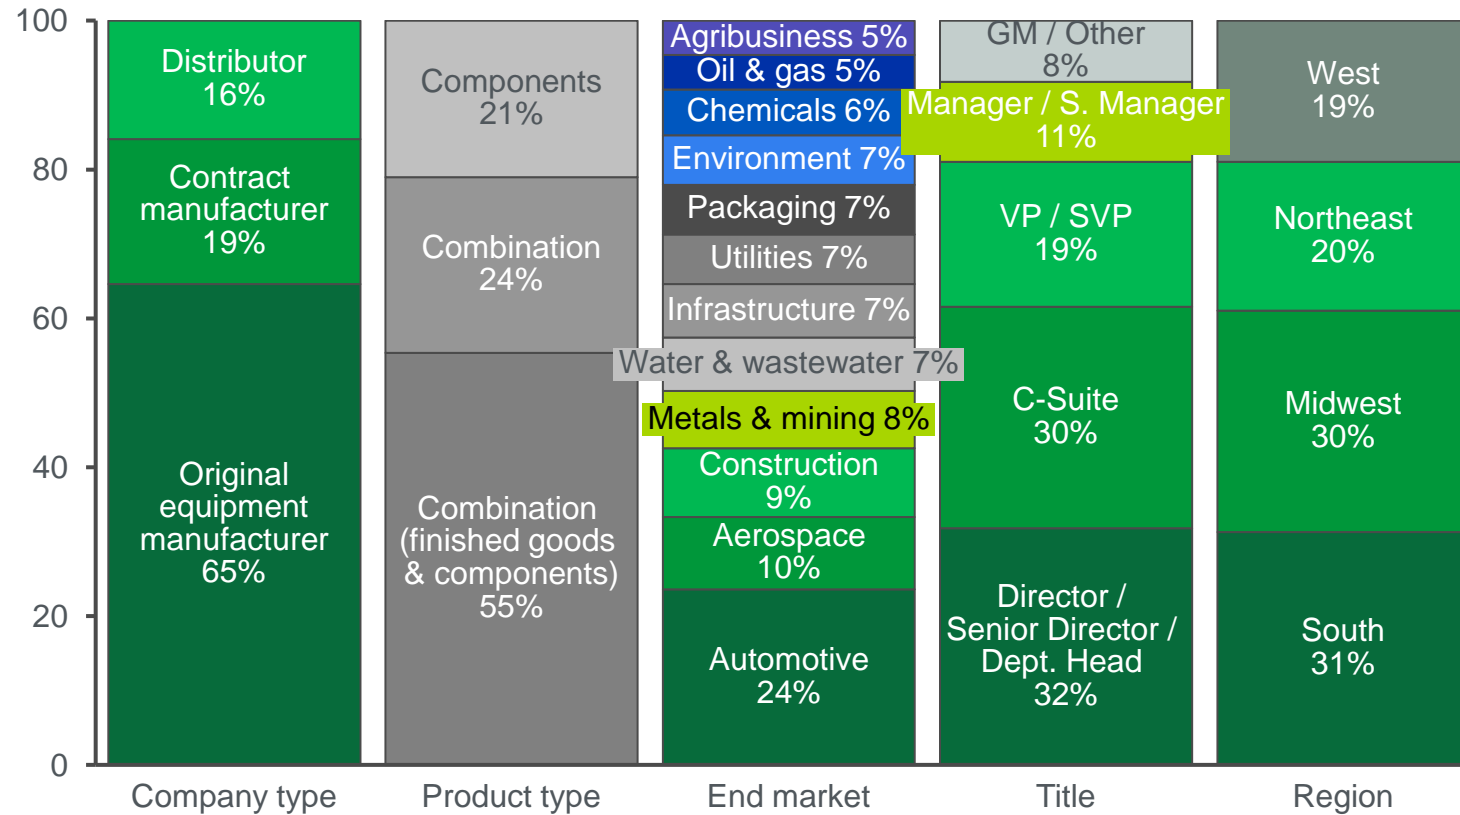 100
80
60
40
20
0
Distributor
16%
Contract
manufacturer
19%
Original
equipment
manufacturer
65%
Components
21%
Combination
24%
Combination
(finished goods
& components)
55%
Agribusiness 5%
Oil & gas 5%
Chemicals 6%
Environment 7%
Packaging 7%
Utilities 7%
Infrastructure 7%
Water & wastewater 7%
Metals & mining 8%
Construction
9%
Aerospace
10%
Automotive
24%
GM / Other
8%
Manager / S. Manager
11%
VP / SVP
19%
C-Suite
30%
Director /
Senior Director /
Dept. Head
32%
West
19%
Northeast
20%
Midwest
30%
South
31%
Company type
Product type
End market
Title
Region